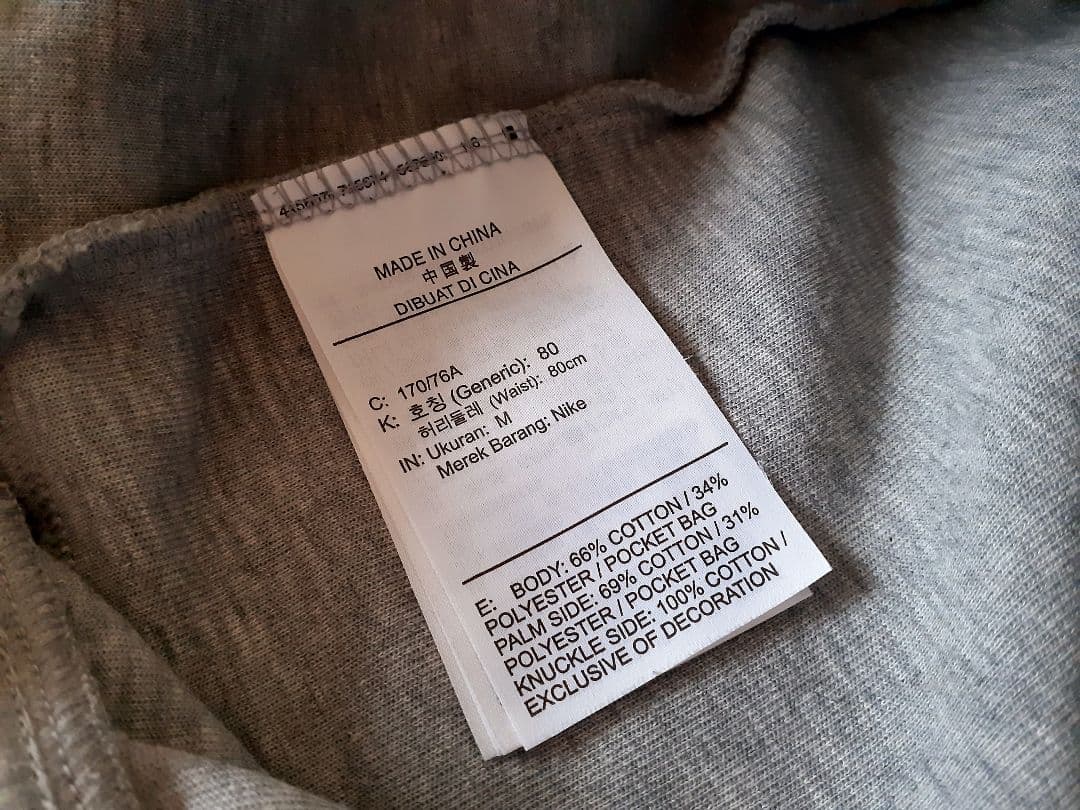 MADE IN CHINA
中国製
DIBUAT DI CINA
C: 170/76A
K: 호칭 (Generic): 80
허리둘레 (Waist): 80cm
IN: Ukuran: M
Merek Barang: Nike
E: BODY: 66% COTTON / 34%
POLYESTER / POCKET BAG
PALM SIDE: 69% COTTON / 31%
POLYESTER / POCKET BAG
KNUCKLE SIDE: 100% COTTON /
EXCLUSIVE OF DECORATION